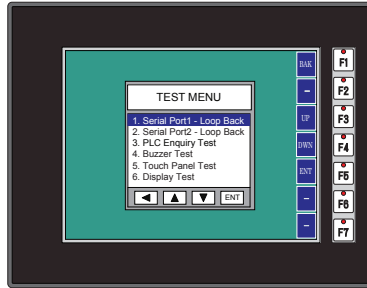 TEST MENU
1. Serial Port1 - Loop Back
2. Serial Port2 - Loop Back
3. PLC Enquiry Test
4. Buzzer Test
5. Touch Panel Test
6. Display Test
ENT
BAK
-
UP
DWN
ENT
-
-
F1
F2
F3
F4
F5
F6
F7